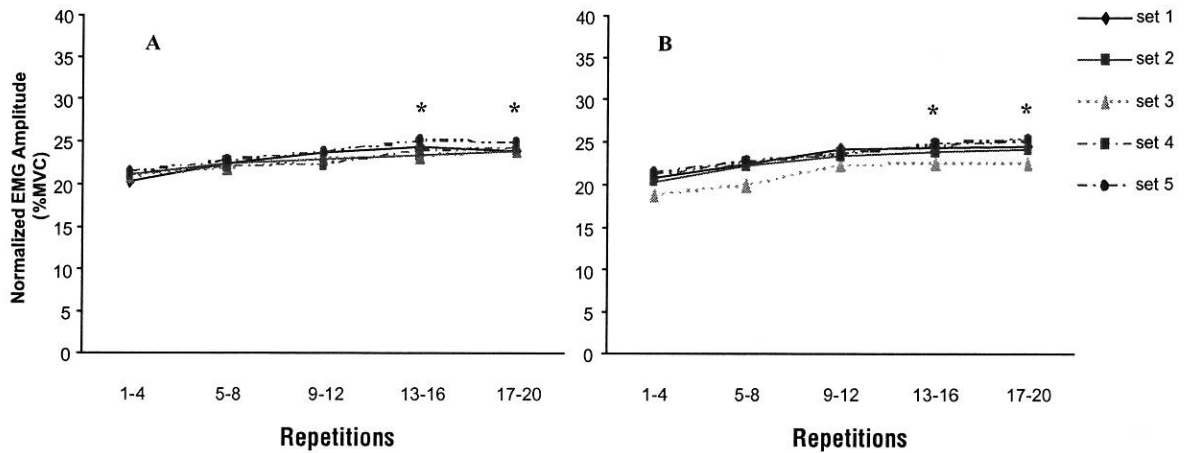 Normalized EMG Amplitude
(%MVC)
40
35
30
25
20
15
10
5
0
A
*
*
1-4
5-8
9-12
13-16
17-20
Repetitions
40
35
30
25
20
15
10
5
0
B
*
*
1-4
5-8
9-12
13-16
17-20
Repetitions
set 1
set 2
set 3
set 4
set 5